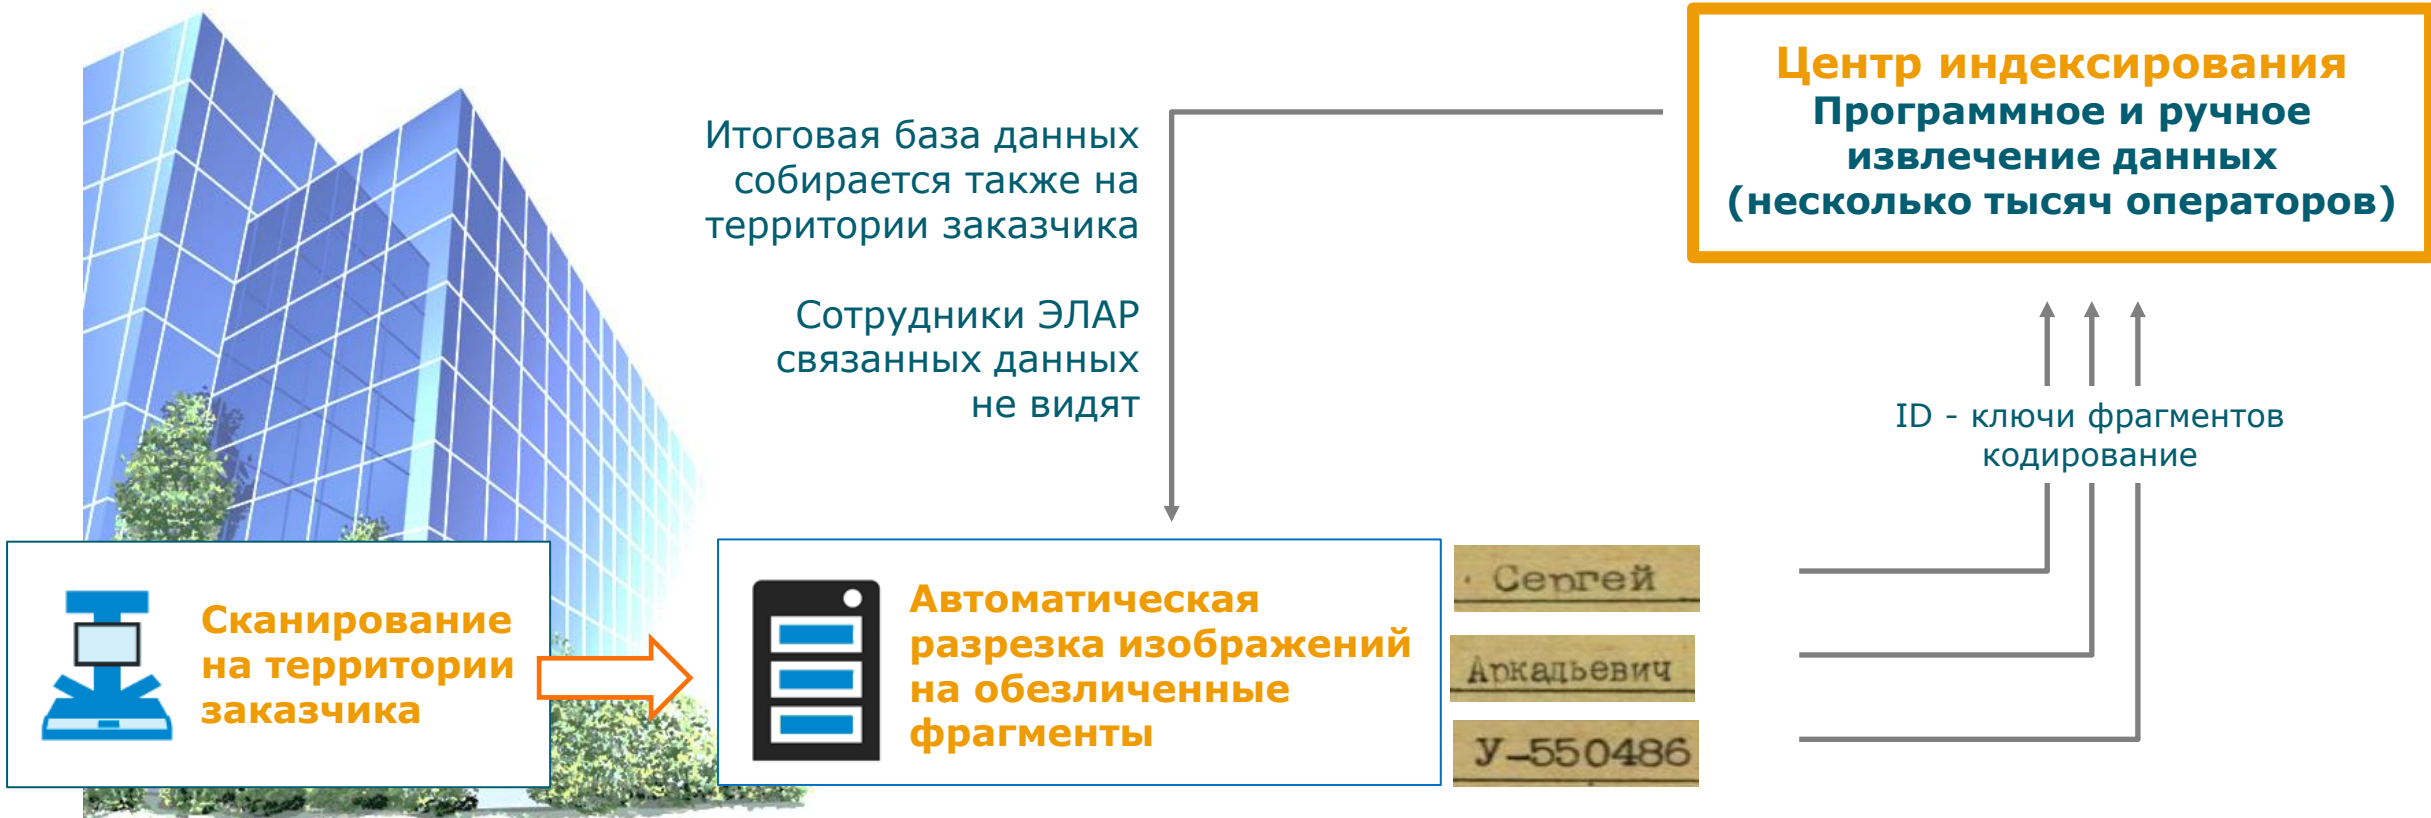 Центр индексирования
Программное и ручное
извлечение данных
(несколько тысяч операторов)
Итоговая база данных
собирается также на
территории заказчика
Сотрудники ЭЛАР
связанных данных
не видят
ID - ключи фрагментов
кодирование
Сканирование
на территории
заказчика
Автоматическая
разрезка изображений
на обезличенные
фрагменты
Сергей
Аркадьевич
У-550486